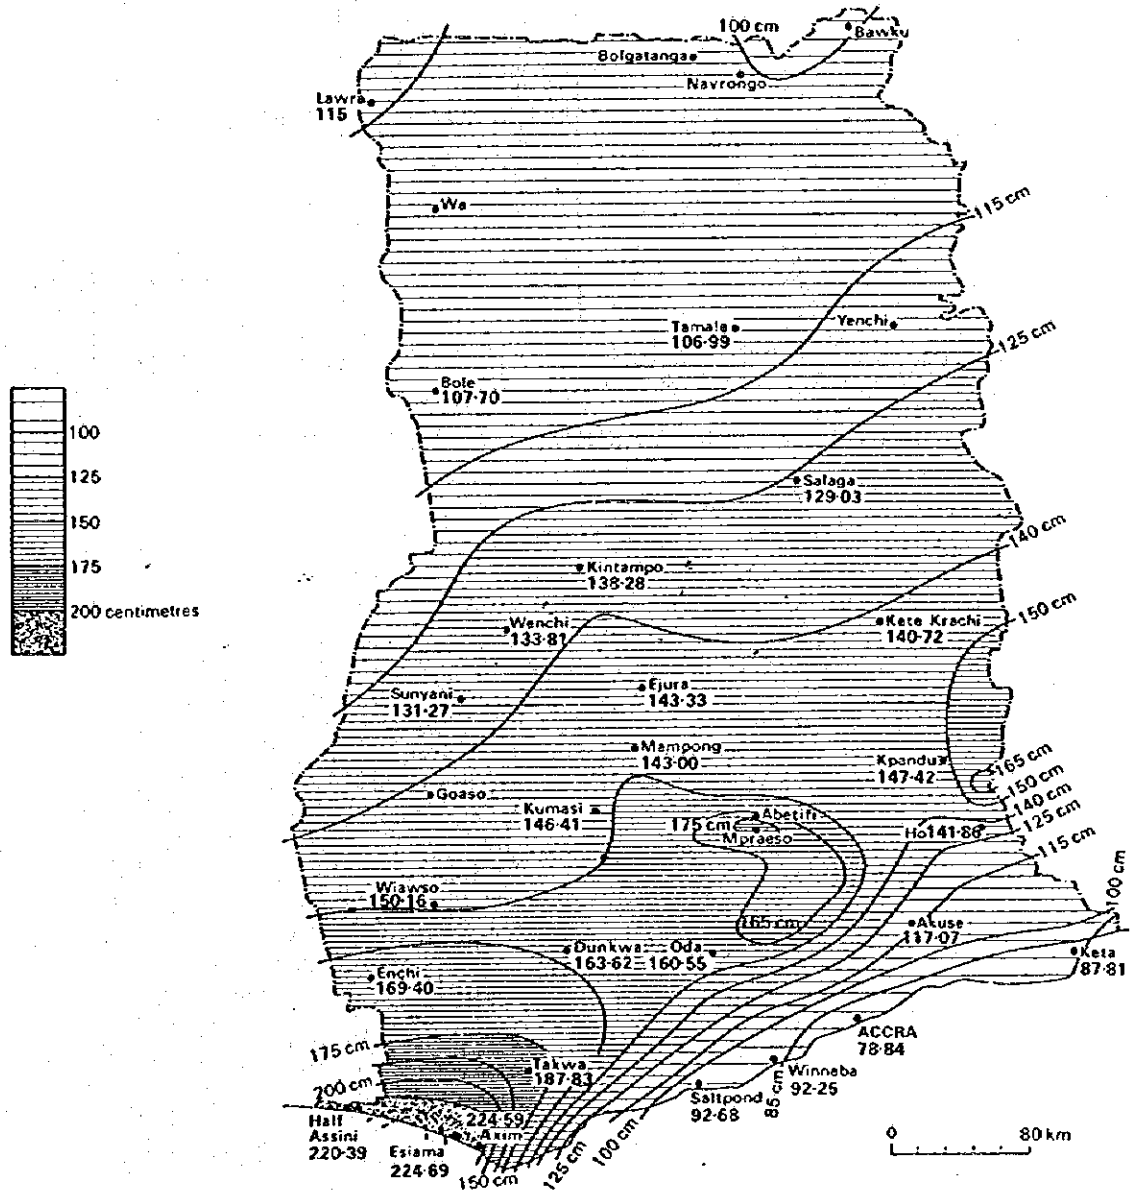 100 cm
Bawku
Bolgatanga
Navrongo
Lawra
115
Wa
115 cm
Tamale
106·99
Yenchi
125 cm
Bole
107·70
100
125
150
175
200 centimetres
Salaga
129·03
140 cm
Kintampo
138·28
150 cm
Wenchi
133·81
Kete Krachi
140·72
Sunyani
131·27
Ejura
143·33
Mampong
143·00
Kpandu
147·42
165 cm
150 cm
140 cm
125 cm
115 cm
100 cm
Goaso
Kumasi
146·41
175 cm
Abetifi
Mpraeso
Ho 141·86
Wiawso
150·16
165 cm
Akuse
117·07
Dunkwa
163·62
Oda
160·55
Keta
87·81
Enchi
169·40
ACCRA
78·84
175 cm
Takwa
187·83
Winnaba
92·25
200 cm
Saltpond
92·68
85 cm
224·59
Axim
Half
Assini
220·39
Esiama
224·69
150 cm
125 cm
100 cm
0 80 km